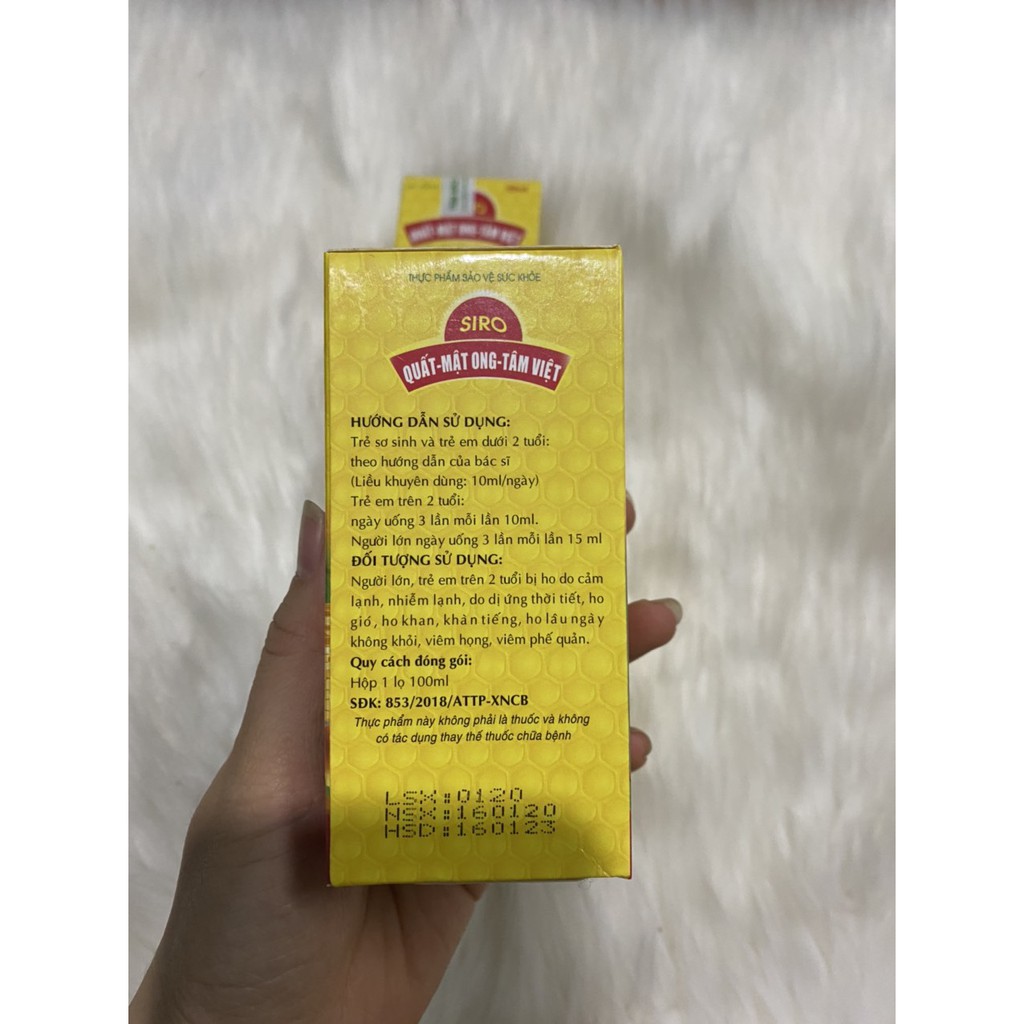 QUẤT-MẬT ONG-TÂM VIỆT
THỰC PHẨM BẢO VỆ SỨC KHỎE
SIRO
QUẤT-MẬT ONG-TÂM VIỆT
HƯỚNG DẪN SỬ DỤNG:
Trẻ sơ sinh và trẻ em dưới 2 tuổi:
theo hướng dẫn của bác sĩ
(Liều khuyên dùng: 10ml/ngày)
Trẻ em trên 2 tuổi:
ngày uống 3 lần mỗi lần 10ml.
Người lớn ngày uống 3 lần mỗi lần 15 ml
ĐỐI TƯỢNG SỬ DỤNG:
Người lớn, trẻ em trên 2 tuổi bị ho do cảm
lạnh, nhiễm lạnh, do dị ứng thời tiết, ho
gió, ho khan, khàn tiếng, ho lâu ngày
không khỏi, viêm họng, viêm phế quản.
Quy cách đóng gói:
Hộp 1 lọ 100ml
SĐK: 853/2018/ATTP-XNCB
Thực phẩm này không phải là thuốc và không
có tác dụng thay thế thuốc chữa bệnh
LSX:0120
NSX:160120
HSD:160123